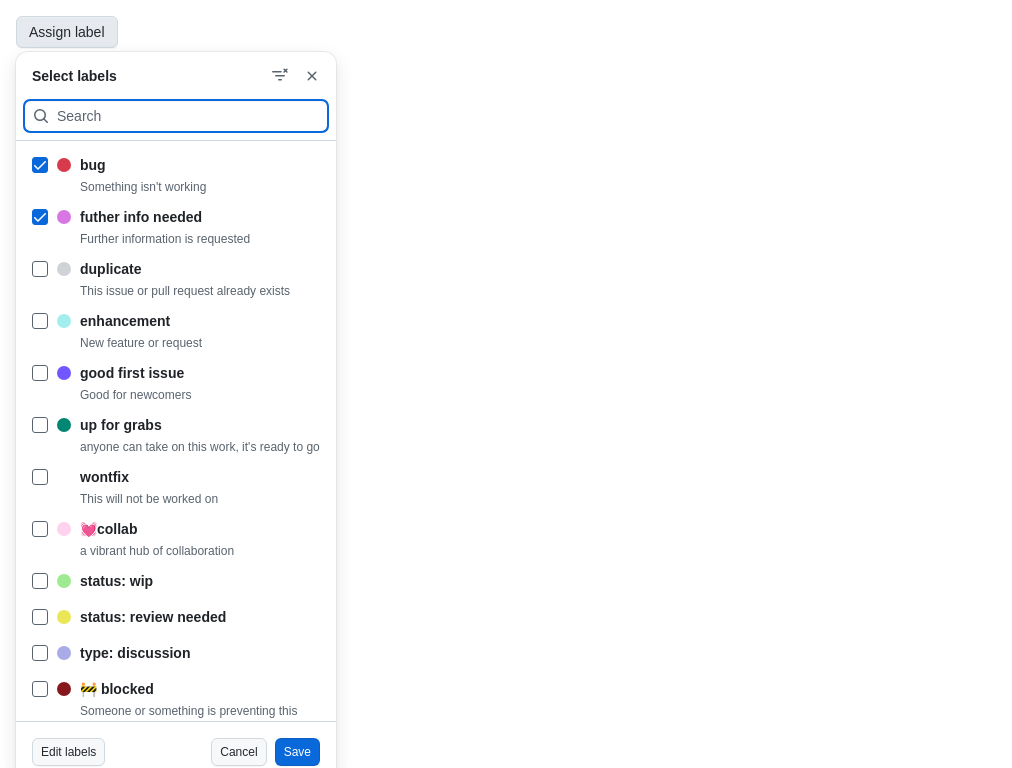 Assign label
Select labels
Search
bug
Something isn't working
futher info needed
Further information is requested
duplicate
This issue or pull request already exists
enhancement
New feature or request
good first issue
Good for newcomers
up for grabs
anyone can take on this work, it's ready to go
wontfix
This will not be worked on
💓collab
a vibrant hub of collaboration
status: wip
status: review needed
type: discussion
🚧 blocked
Someone or something is preventing this
Edit labels
Cancel
Save